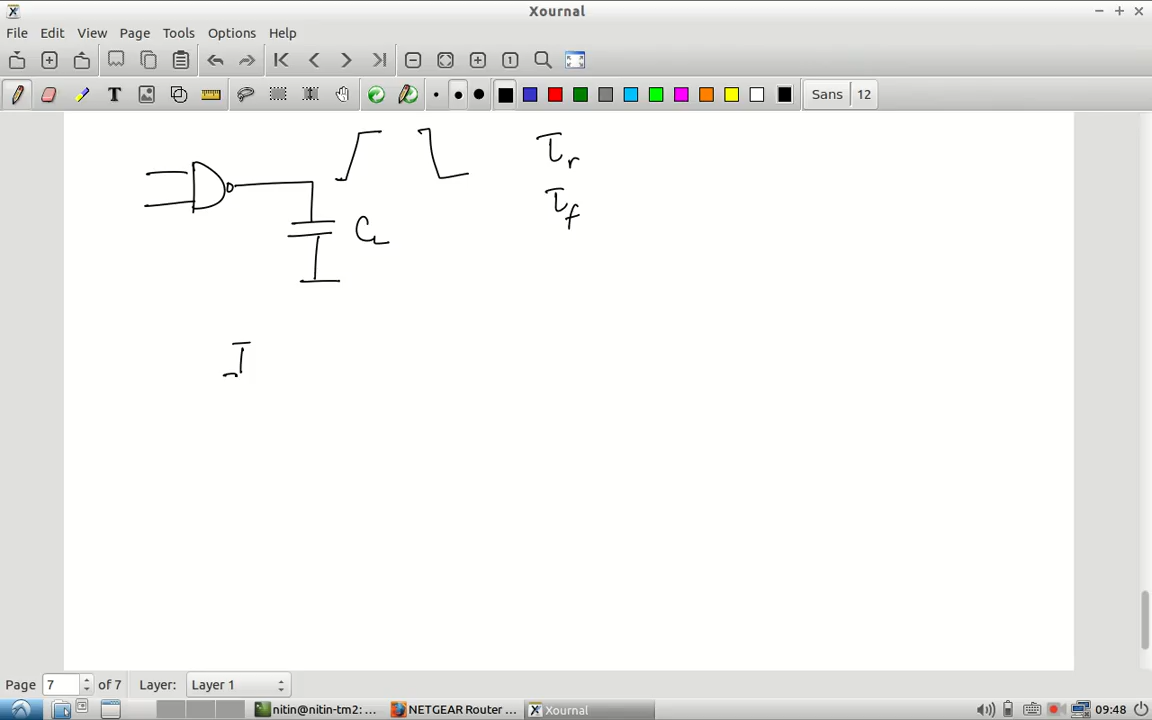 Xournal
File Edit View Page Tools Options Help
Sans 12
τr
τf
CL
Page 7 of 7 Layer: Layer 1
nitin@nitin-tm2: ... NETGEAR Router ... Xournal 09:48